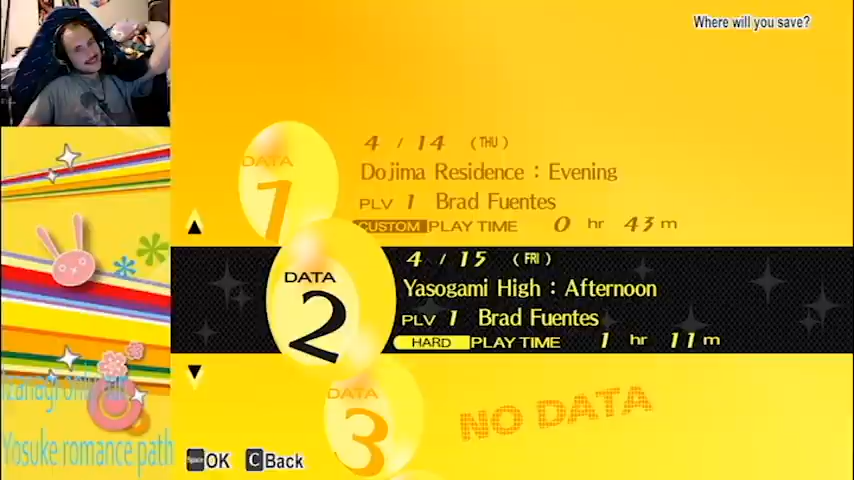 Where will you save?
4 / 14 (THU)
DATA 1
Dojima Residence : Evening
PLV 1 Brad Fuentes
CUSTOM PLAY TIME 0 hr 43 m
4 / 15 (FRI)
DATA 2
Yasogami High : Afternoon
PLV 1 Brad Fuentes
HARD PLAY TIME 1 hr 11 m
DATA 3
NO DATA
Yosuke romance path
Space OK C Back